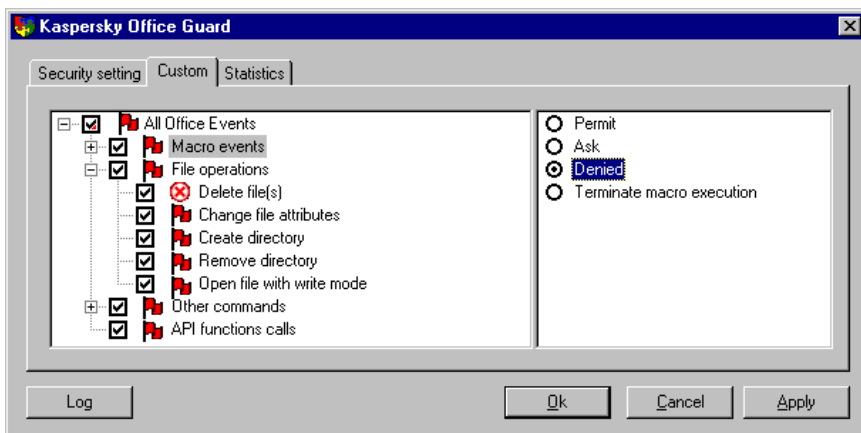 Kaspersky Office Guard
Security setting
Custom
Statistics
All Office Events
Macro events
File operations
Delete file(s)
Change file attributes
Create directory
Remove directory
Open file with write mode
Other commands
API functions calls
Permit
Ask
Denied
Terminate macro execution
Log
Ok
Cancel
Apply